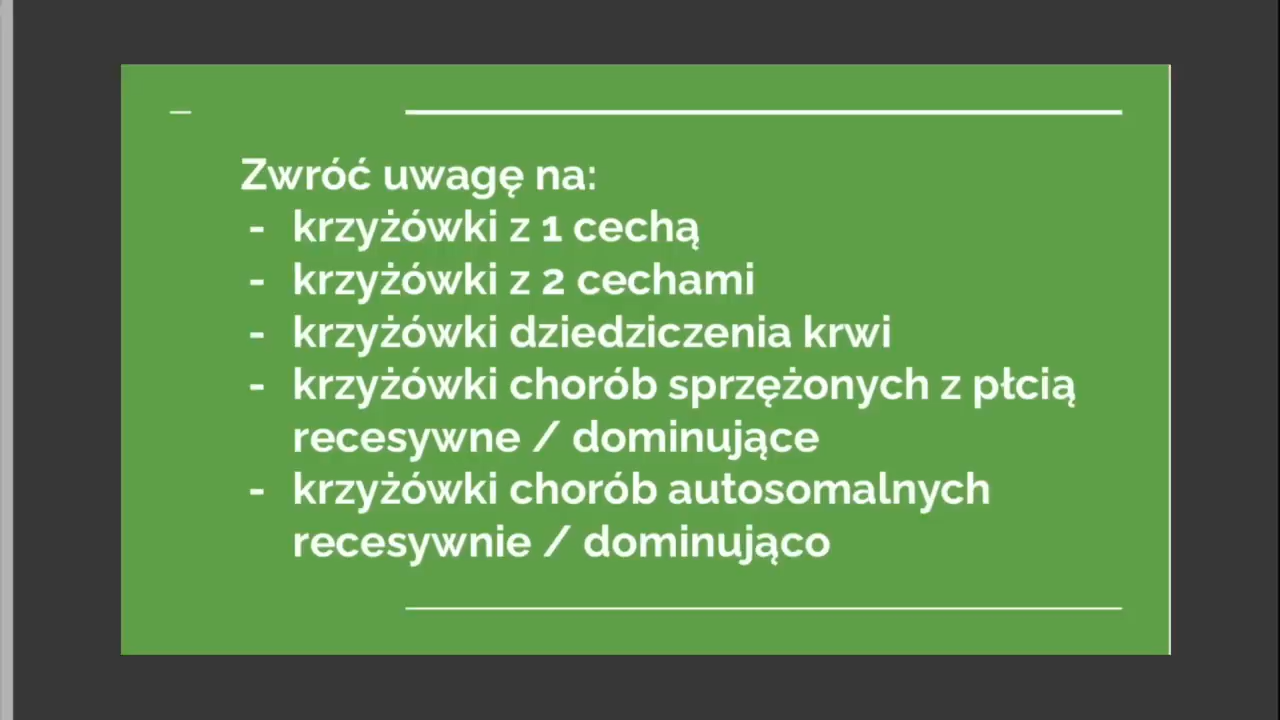 Zwróć uwagę na:
- krzyżówki z 1 cechą
- krzyżówki z 2 cechami
- krzyżówki dziedziczenia krwi
- krzyżówki chorób sprzężonych z płcią
recesywne / dominujące
- krzyżówki chorób autosomalnych
recesywnie / dominująco